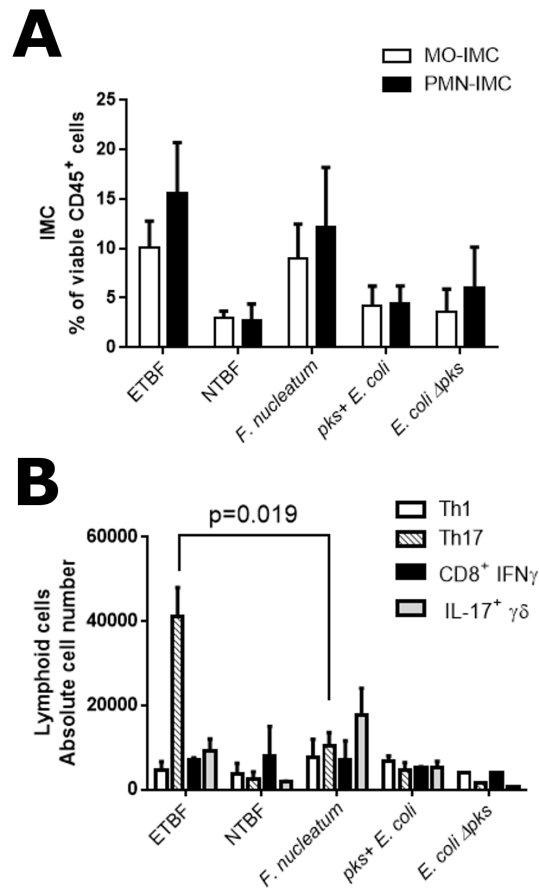 A
MO-IMC
PMN-IMC
IMC
% of viable CD45⁺ cells
25
20
15
10
5
0
ETBF
NTBF
F. nucleatum
pks+ E. coli
E. coli Δpks
B
Th1
Th17
CD8⁺ IFNγ
IL-17⁺ γδ
p=0.019
Lymphoid cells
Absolute cell number
60000
40000
20000
0
ETBF
NTBF
F. nucleatum
pks+ E. coli
E. coli Δpks